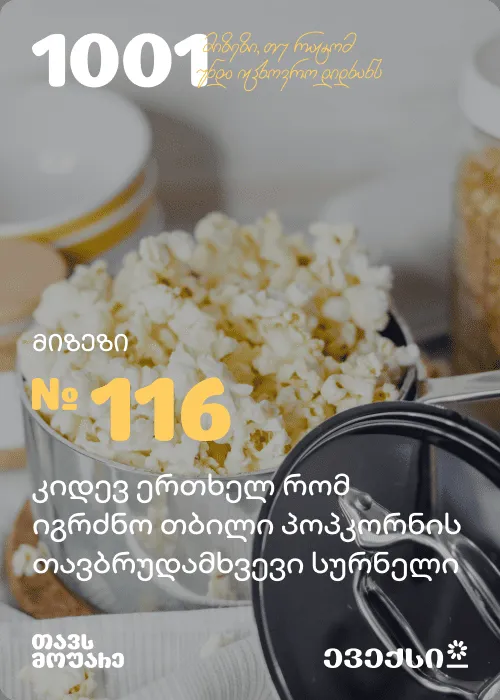 1001 მიზეზი, თუ რატომ
უნდა იცხოვრო დიდხანს
მიზეზი
№ 116
კიდევ ერთხელ რომ
იგრძნო თბილი პოპკორნის
თავბრუდამხვევი სურნელი
თავს
მოუარე
ევექსი